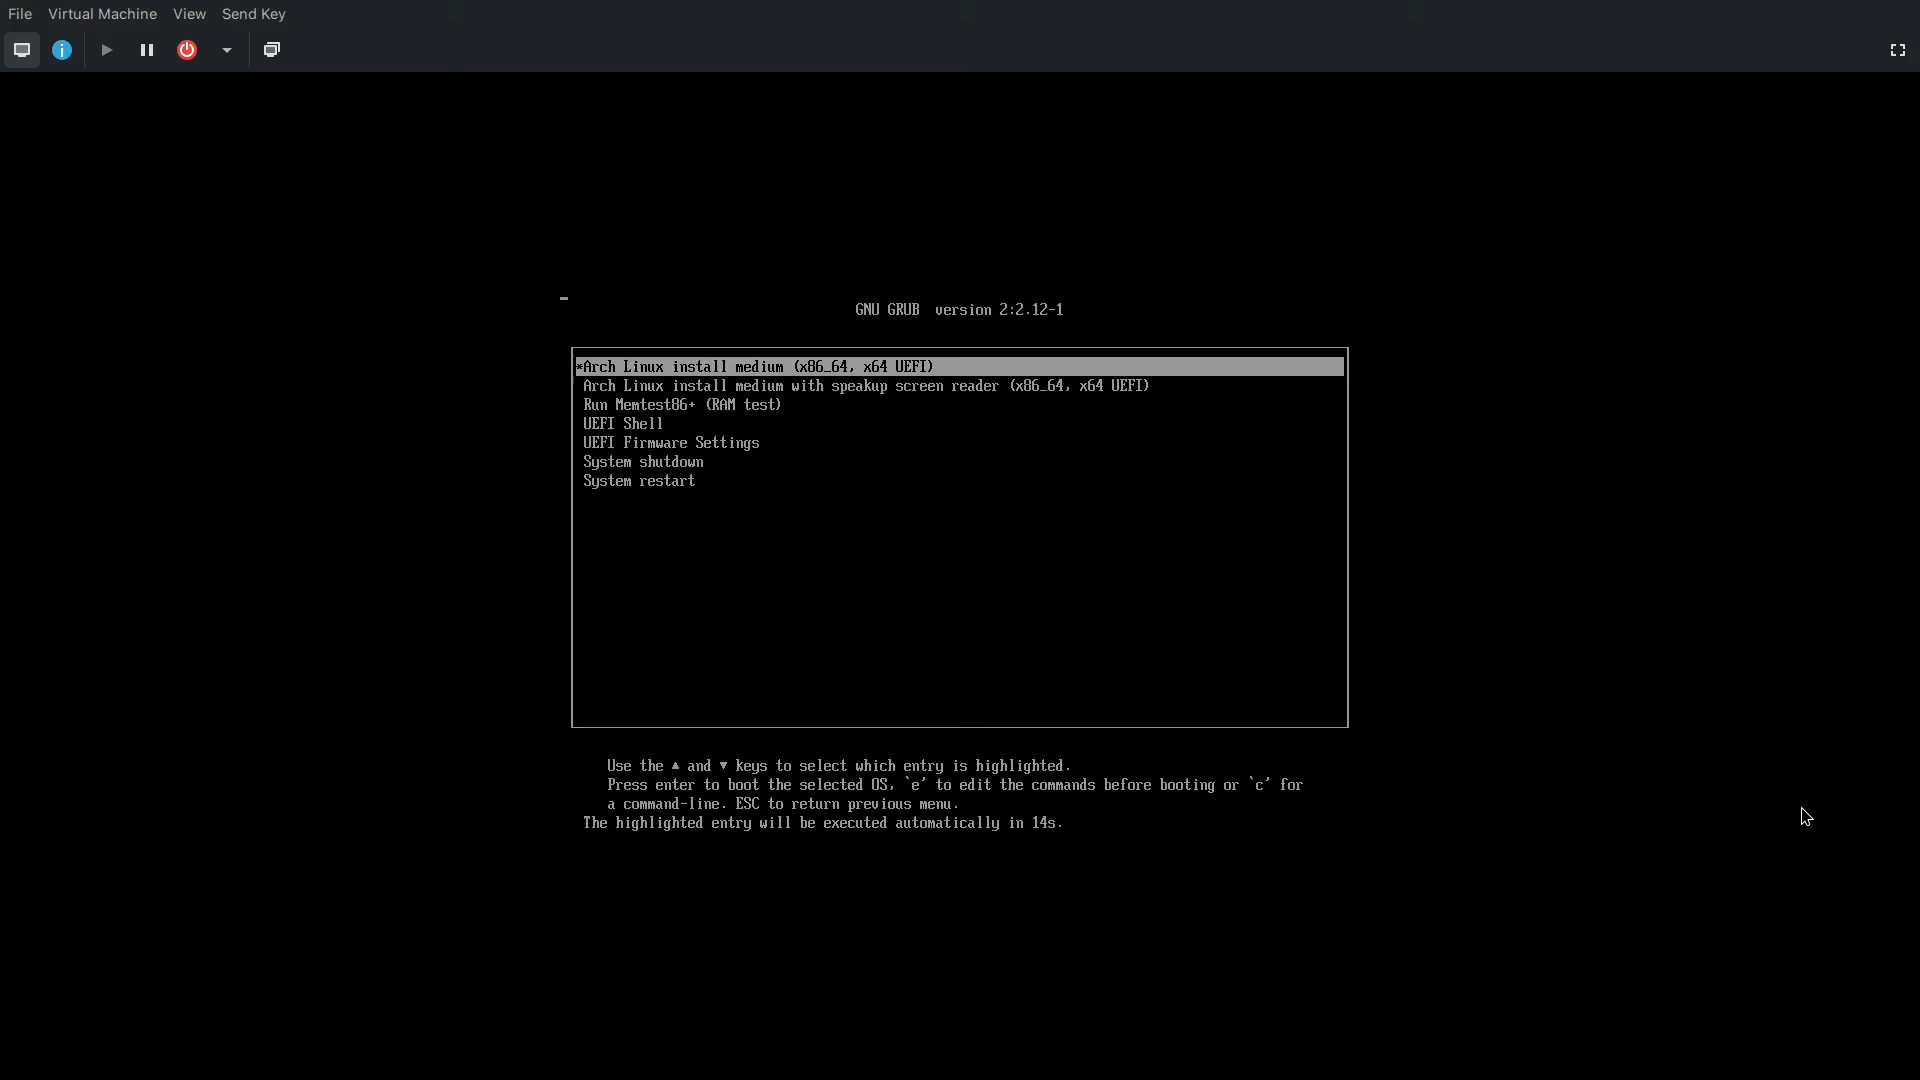 File Virtual Machine View Send Key
GNU GRUB version 2:2.12-1
*Arch Linux install medium (x86_64, x64 UEFI)
Arch Linux install medium with speakup screen reader (x86_64, x64 UEFI)
Run Memtest86+ (RAM test)
UEFI Shell
UEFI Firmware Settings
System shutdown
System restart
Use the ▲ and ▼ keys to select which entry is highlighted.
Press enter to boot the selected OS, `e' to edit the commands before booting or `c' for
a command-line. ESC to return previous menu.
The highlighted entry will be executed automatically in 14s.